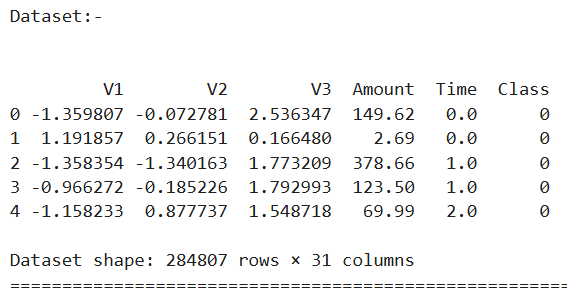 Dataset:-
V1 V2 V3 Amount Time Class
0 -1.359807 -0.072781 2.536347 149.62 0.0 0
1 1.191857 0.266151 0.166480 2.69 0.0 0
2 -1.358354 -1.340163 1.773209 378.66 1.0 0
3 -0.966272 -0.185226 1.792993 123.50 1.0 0
4 -1.158233 0.877737 1.548718 69.99 2.0 0
Dataset shape: 284807 rows × 31 columns
======================================================